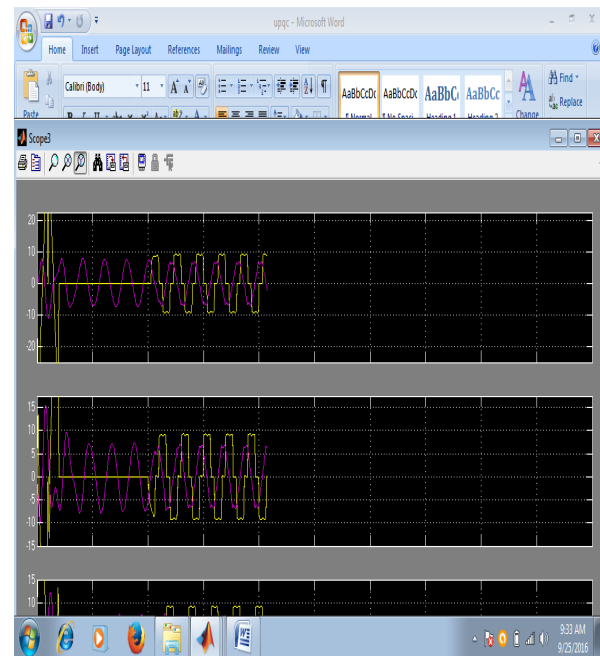 upqc - Microsoft Word
Home Insert Page Layout References Mailings Review View
Calibri (Body) 11
AaBbCcDc AaBbCcDc AaBbC AaBbCc
Find
Replace
Paste
Change
Scope3
20
10
0
-10
-20
15
10
5
0
-5
-10
-15
15
10
9:33 AM
9/25/2016